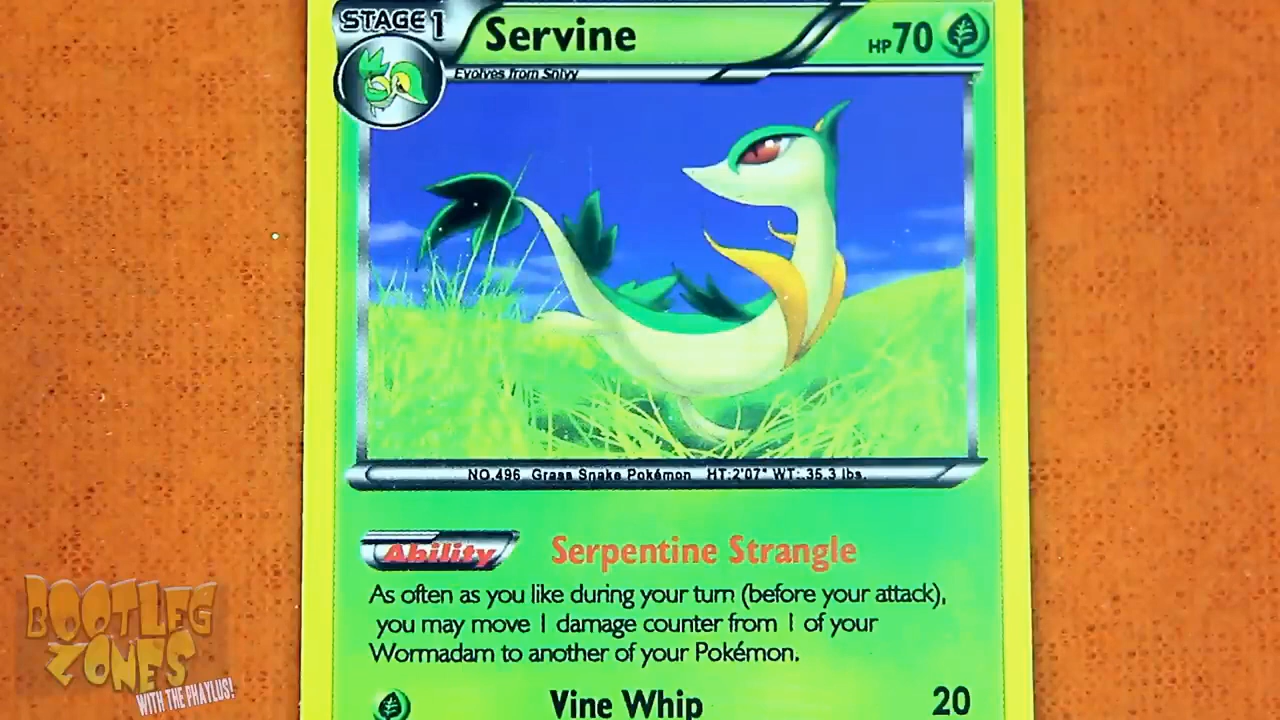 STAGE 1
Servine
HP 70
Evolves from Snivy
NO.496 Grass Snake Pokémon HT:2'07" WT:.35.3 lbs.
Ability Serpentine Strangle
As often as you like during your turn (before your attack),
you may move 1 damage counter from 1 of your
Wormadam to another of your Pokémon.
Vine Whip 20
BOOTLEG
ZONES
WITH THE PHAYLUS!